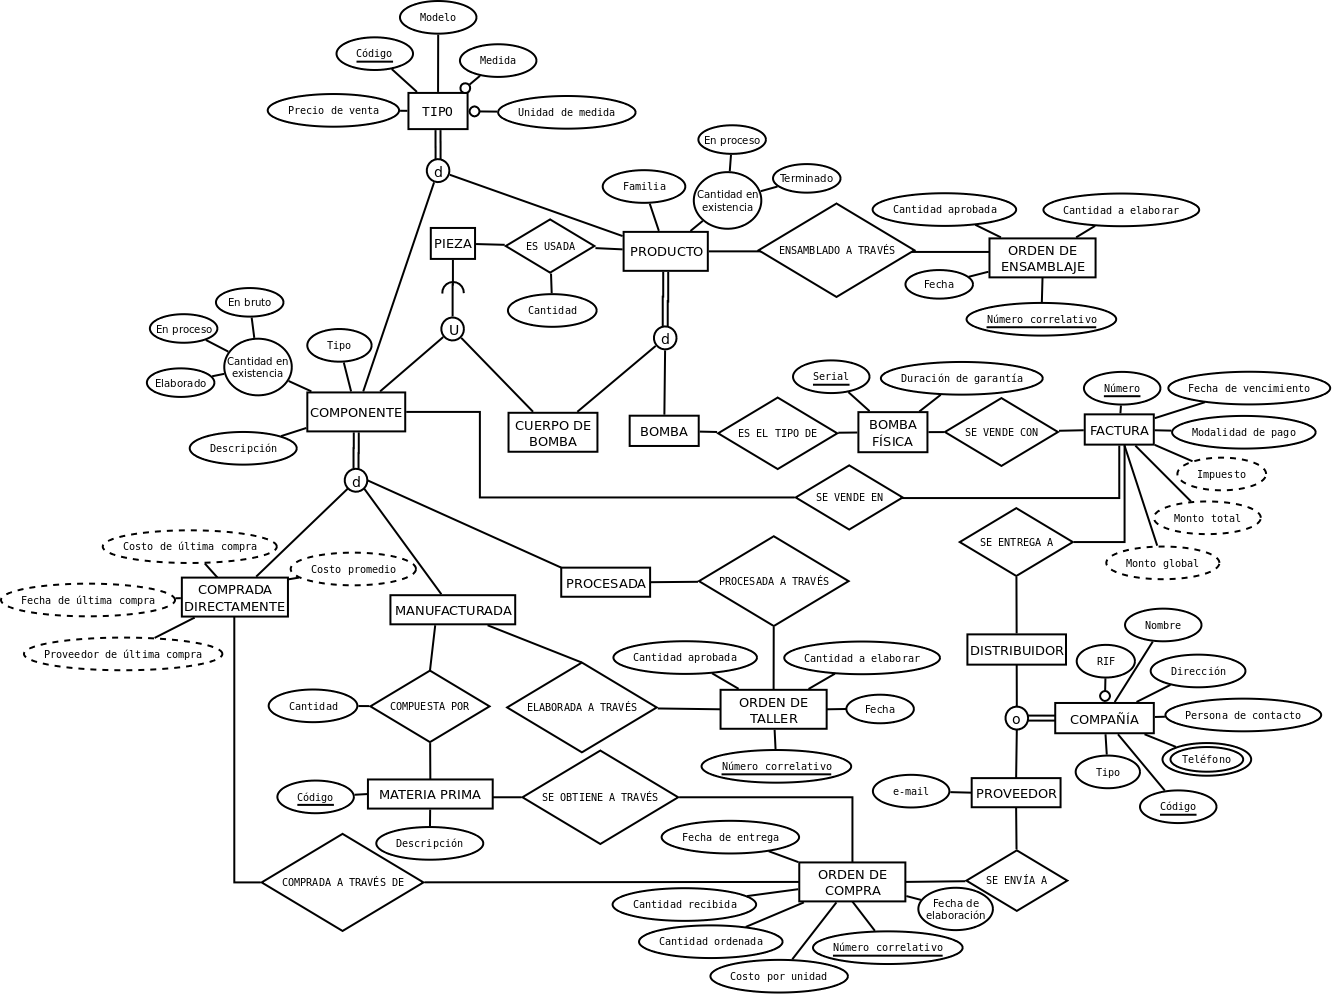 Modelo
Código
Medida
Precio de venta
TIPO
Unidad de medida
d
En proceso
Familia
Cantidad en
existencia
Terminado
Cantidad aprobada
Cantidad a elaborar
PIEZA
ES USADA
PRODUCTO
ENSAMBLADO A TRAVÉS
ORDEN DE
ENSAMBLAJE
Fecha
Cantidad
Número correlativo
En bruto
En proceso
U
d
Tipo
Cantidad en
existencia
Elaborado
Serial
Duración de garantía
Número
Fecha de vencimiento
COMPONENTE
Descripción
CUERPO DE
BOMBA
BOMBA
ES EL TIPO DE
BOMBA
FÍSICA
SE VENDE CON
FACTURA
Modalidad de pago
Impuesto
d
SE VENDE EN
Monto total
Costo de última compra
SE ENTREGA A
Monto global
Costo promedio
PROCESADA
PROCESADA A TRAVÉS
COMPRADA
DIRECTAMENTE
Fecha de última compra
MANUFACTURADA
Proveedor de última compra
Nombre
DISTRIBUIDOR
RIF
Dirección
Cantidad aprobada
Cantidad a elaborar
Cantidad
COMPUESTA POR
ELABORADA A TRAVÉS
ORDEN DE
TALLER
Fecha
o
COMPAÑÍA
Persona de contacto
Teléfono
Número correlativo
Tipo
Código
Código
MATERIA PRIMA
SE OBTIENE A TRAVÉS
e-mail
PROVEEDOR
Código
Descripción
Fecha de entrega
COMPRADA A TRAVÉS DE
ORDEN DE
COMPRA
SE ENVÍA A
Cantidad recibida
Fecha de
elaboración
Cantidad ordenada
Número correlativo
Costo por unidad